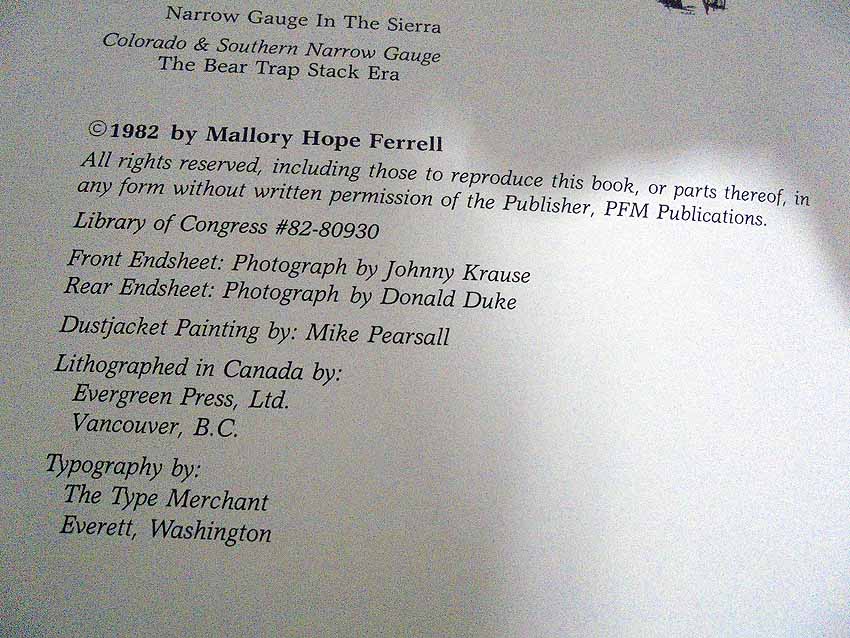 Narrow Gauge In The Sierra
Colorado & Southern Narrow Gauge
The Bear Trap Stack Era
©1982 by Mallory Hope Ferrell
All rights reserved, including those to reproduce this book, or parts thereof, in
any form without written permission of the Publisher, PFM Publications.
Library of Congress #82-80930
Front Endsheet: Photograph by Johnny Krause
Rear Endsheet: Photograph by Donald Duke
Dustjacket Painting by: Mike Pearsall
Lithographed in Canada by:
Evergreen Press, Ltd.
Vancouver, B.C.
Typography by:
The Type Merchant
Everett, Washington